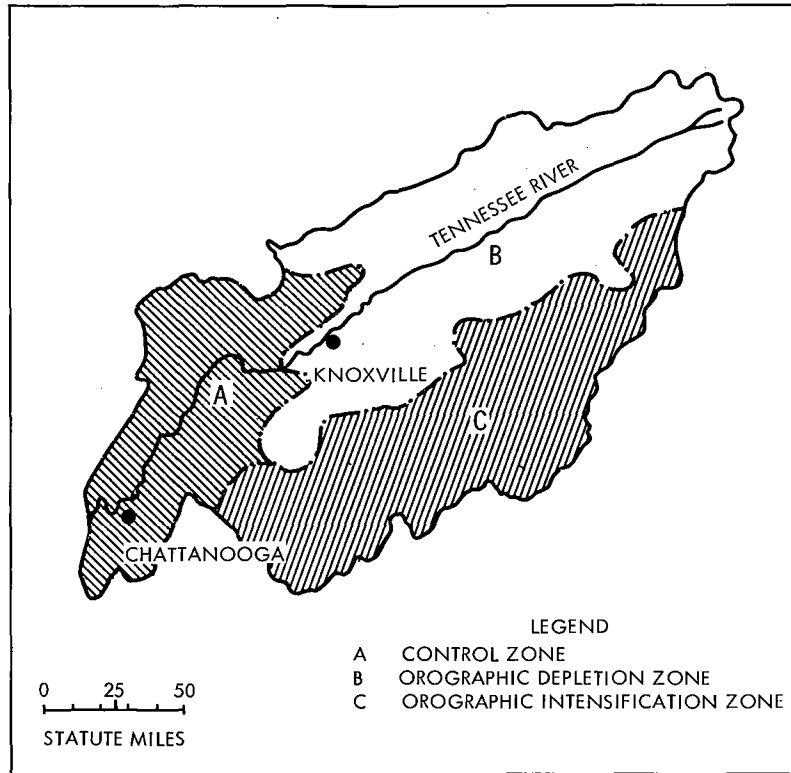 TENNESSEE RIVER
B
KNOXVILLE
A
C
CHATTANOOGA
LEGEND
A CONTROL ZONE
B OROGRAPHIC DEPLETION ZONE
C OROGRAPHIC INTENSIFICATION ZONE
0 25 50
STATUTE MILES